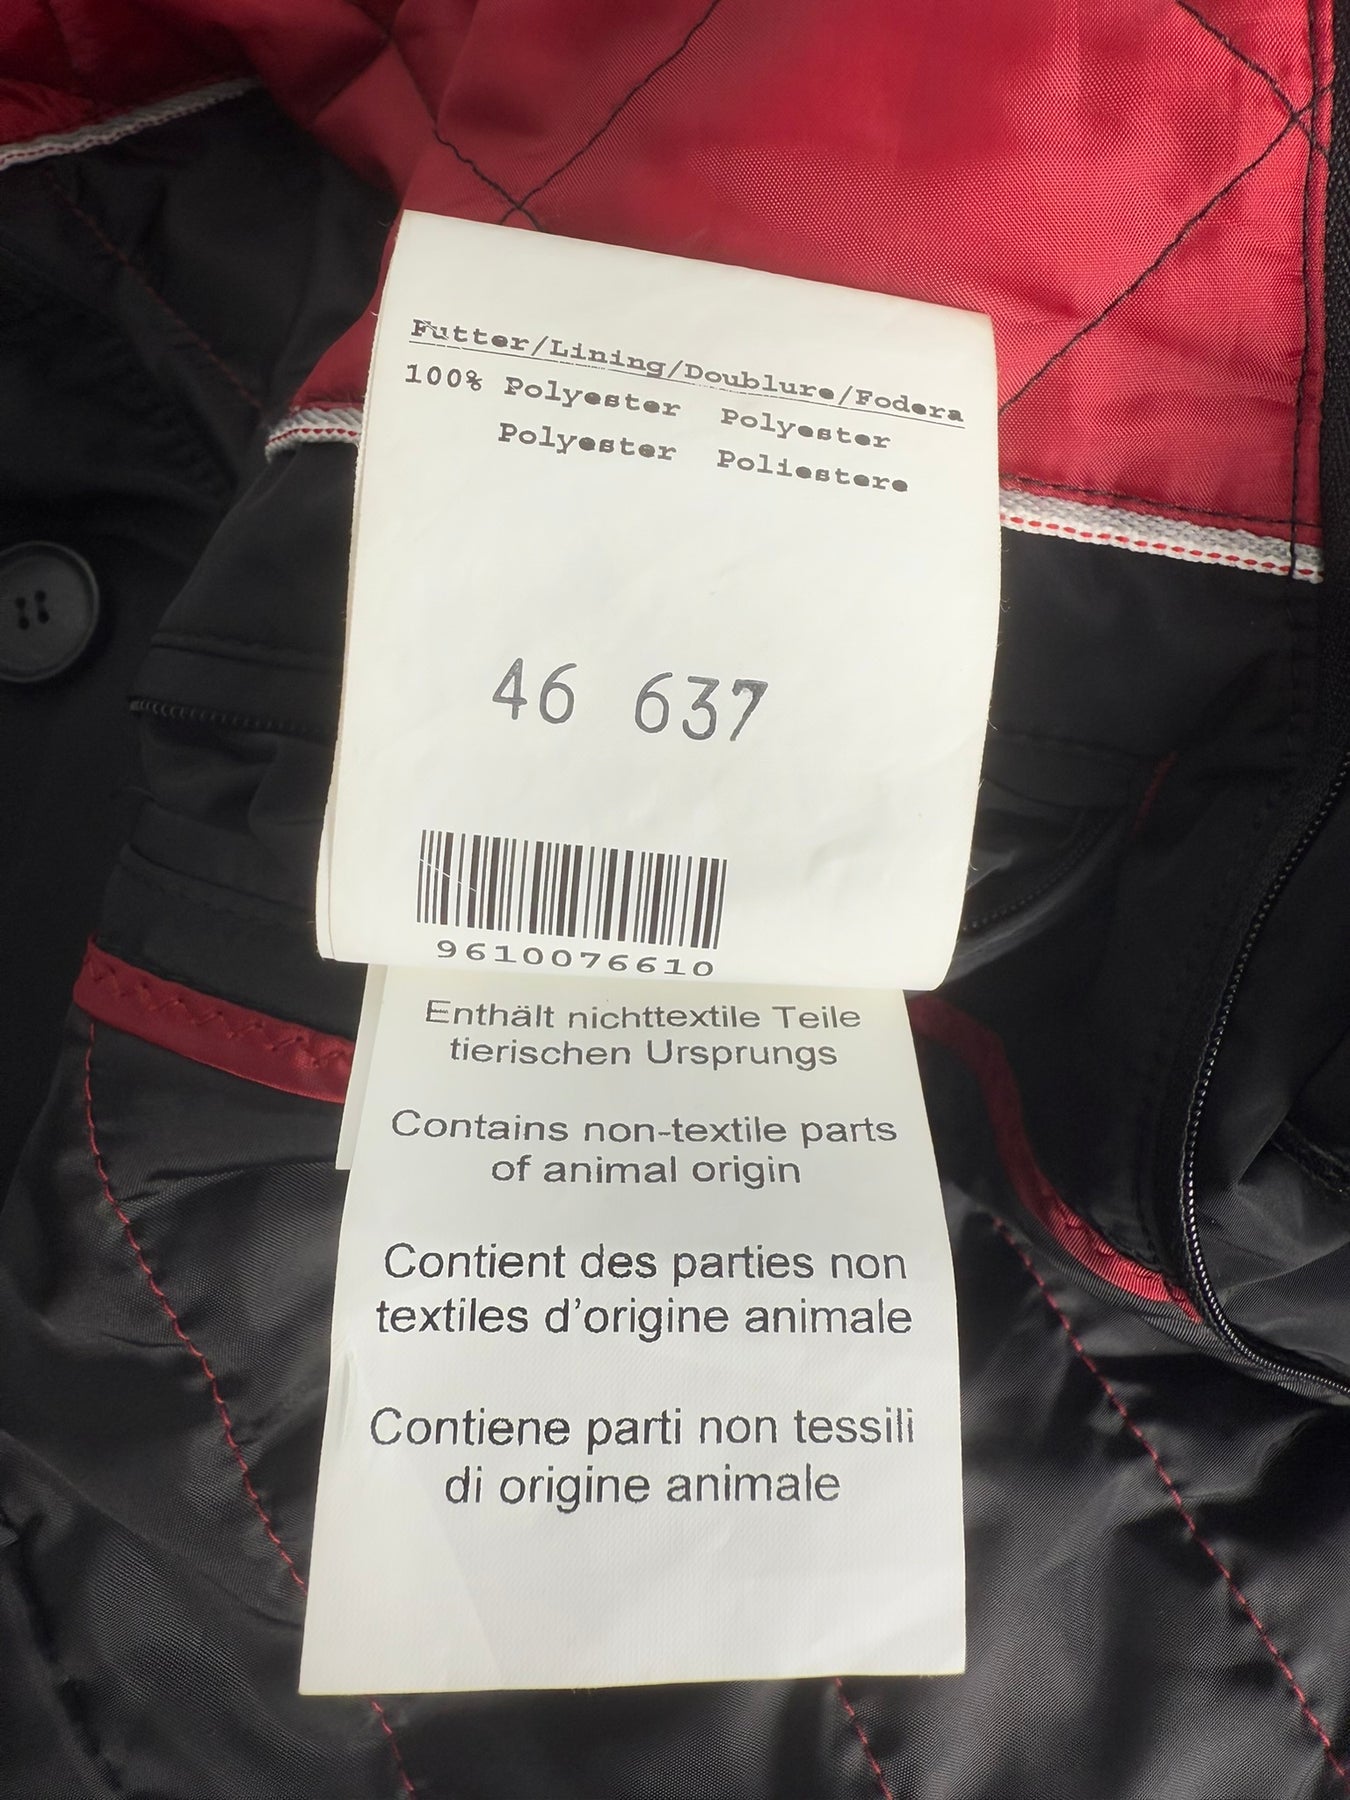 Futter/Lining/Doublure/Fodera
100% Polyester Polyester
Polyester Poliestere
46 637
9610076610
Enthält nichttextile Teile
tierischen Ursprungs
Contains non-textile parts
of animal origin
Contient des parties non
textiles d'origine animale
Contiene parti non tessili
di origine animale